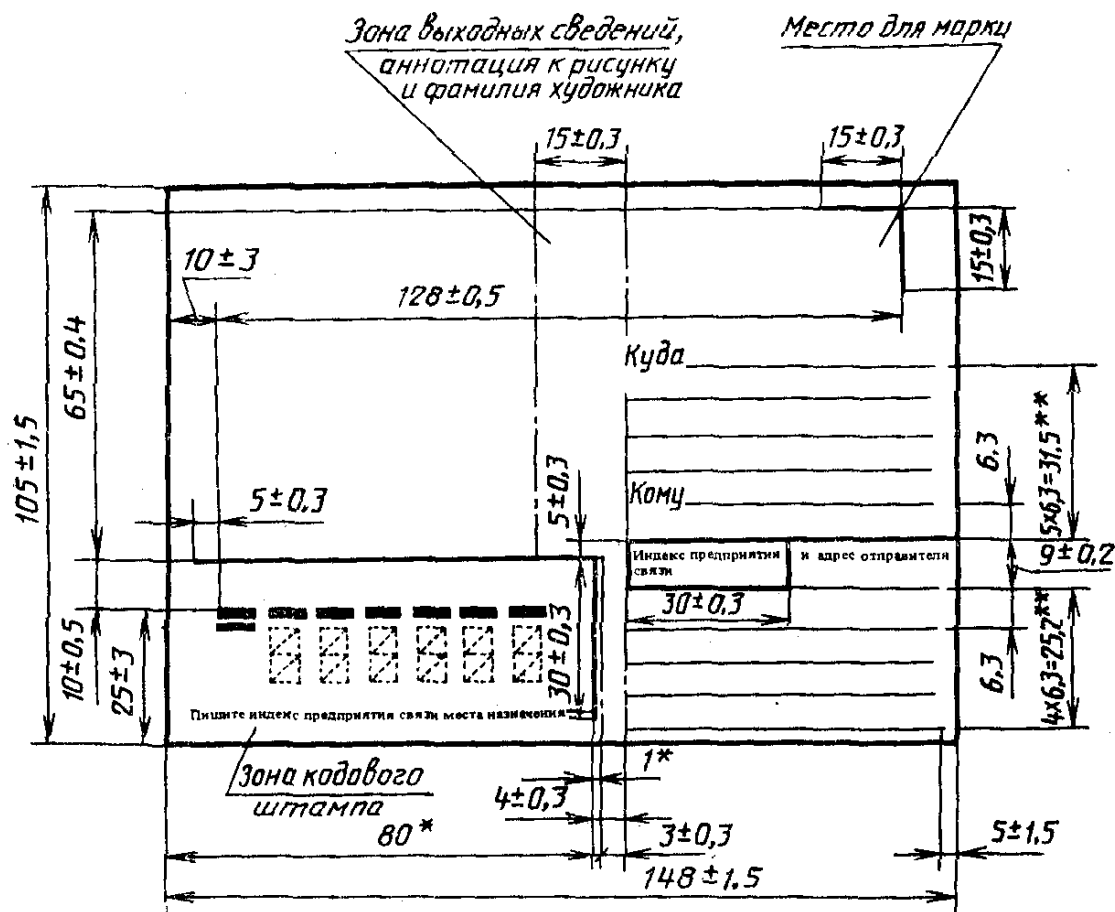 Зона выходных сведений,
аннотация к рисунку
и фамилия художника
Место для марки
15±0,3
15±0,3
15±0,3
10±3
128±0,5
65±0.4
105±1,5
Куда
5×6,3=31,5**
6,3
5±0,3
5±0,3
Кому
Индекс предприятия
связи
и адрес отправителя
9±0,2
30±0,3
30±0,3
10±0,5
25±3
6,3
4×6,3=25,2**
Пишите индекс предприятия связи места назначения
Зона кодового
штампа
1*
4±0,3
80*
3±0,3
5±1,5
148±1.5